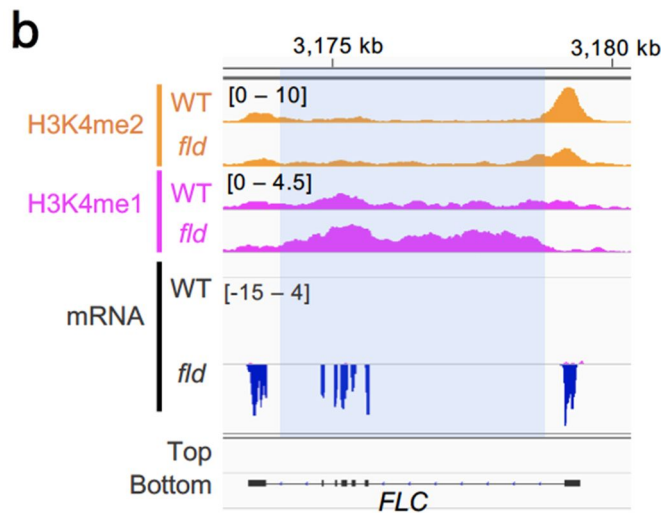 b
3,175 kb 3,180 kb
H3K4me2 WT [0 – 10]
fld
H3K4me1 WT [0 – 4.5]
fld
mRNA WT [-15 – 4]
fld
Top
Bottom
FLC